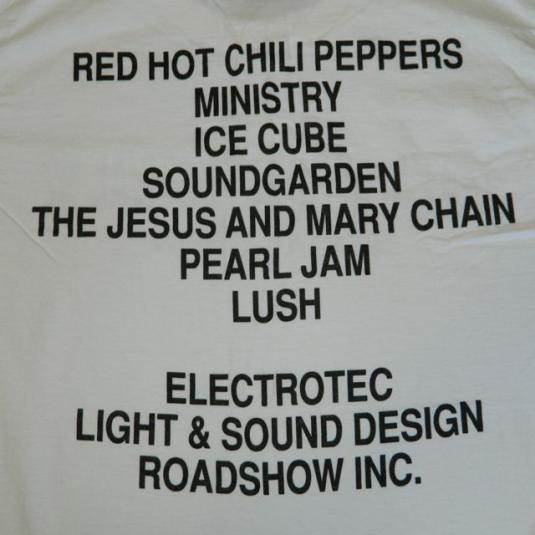 RED HOT CHILI PEPPERS
MINISTRY
ICE CUBE
SOUNDGARDEN
THE JESUS AND MARY CHAIN
PEARL JAM
LUSH
ELECTROTEC
LIGHT & SOUND DESIGN
ROADSHOW INC.